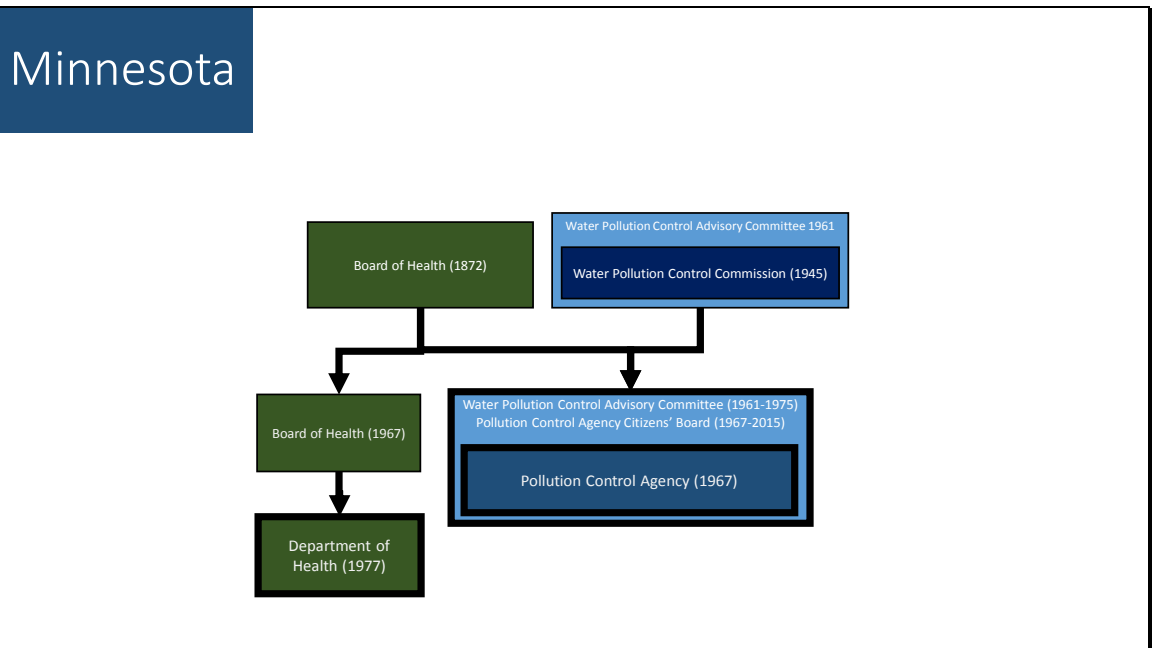 Minnesota
Water Pollution Control Advisory Committee 1961
Board of Health (1872)
Water Pollution Control Commission (1945)
Water Pollution Control Advisory Committee (1961-1975)
Pollution Control Agency Citizens’ Board (1967-2015)
Board of Health (1967)
Pollution Control Agency (1967)
Department of
Health (1977)